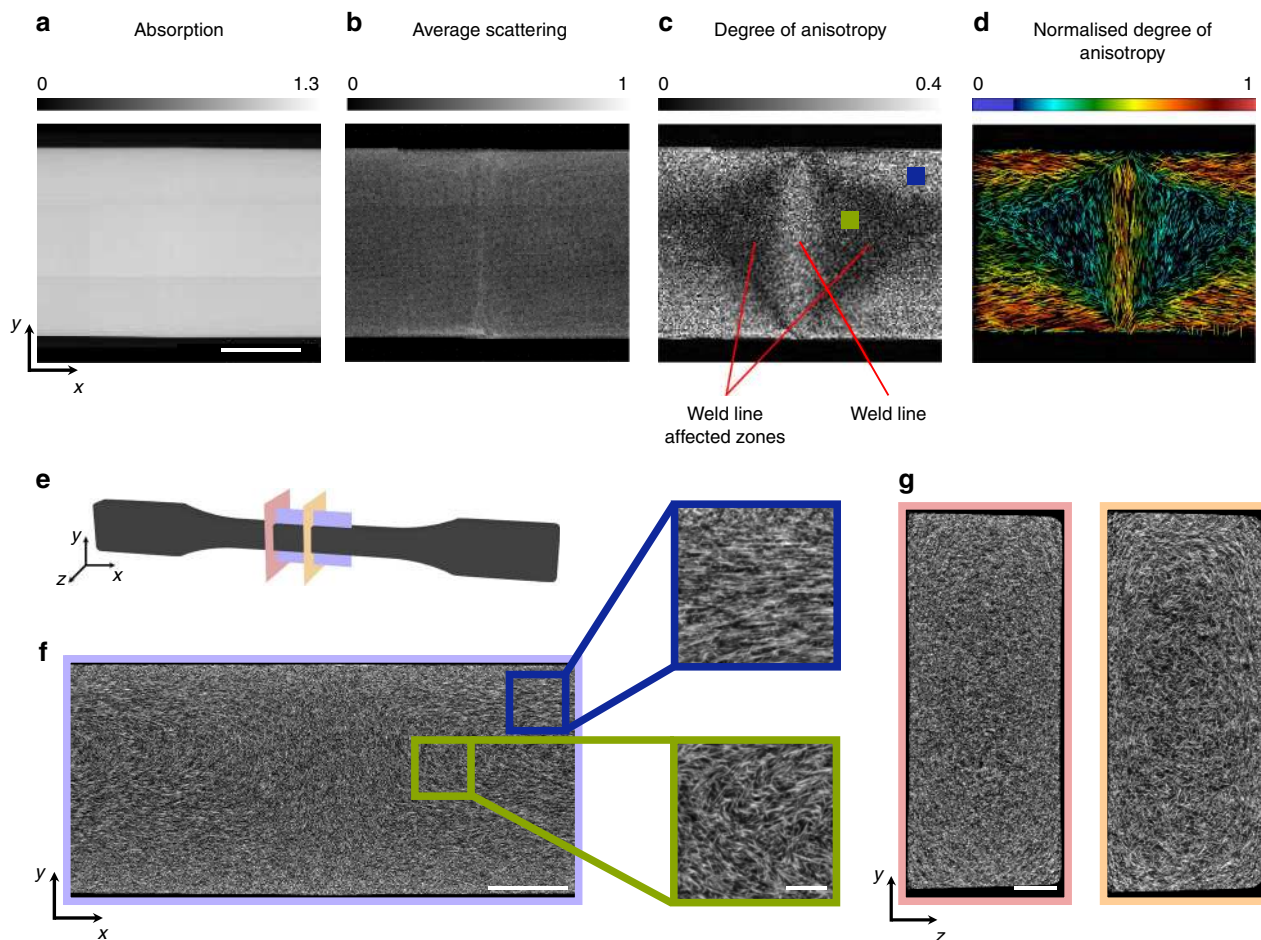 a
Absorption
0
1.3
b
Average scattering
0
1
c
Degree of anisotropy
0
0.4
d
Normalised degree of
anisotropy
0
1
y
x
Weld line
affected zones
Weld line
e
y
z
x
f
y
x
g
y
z